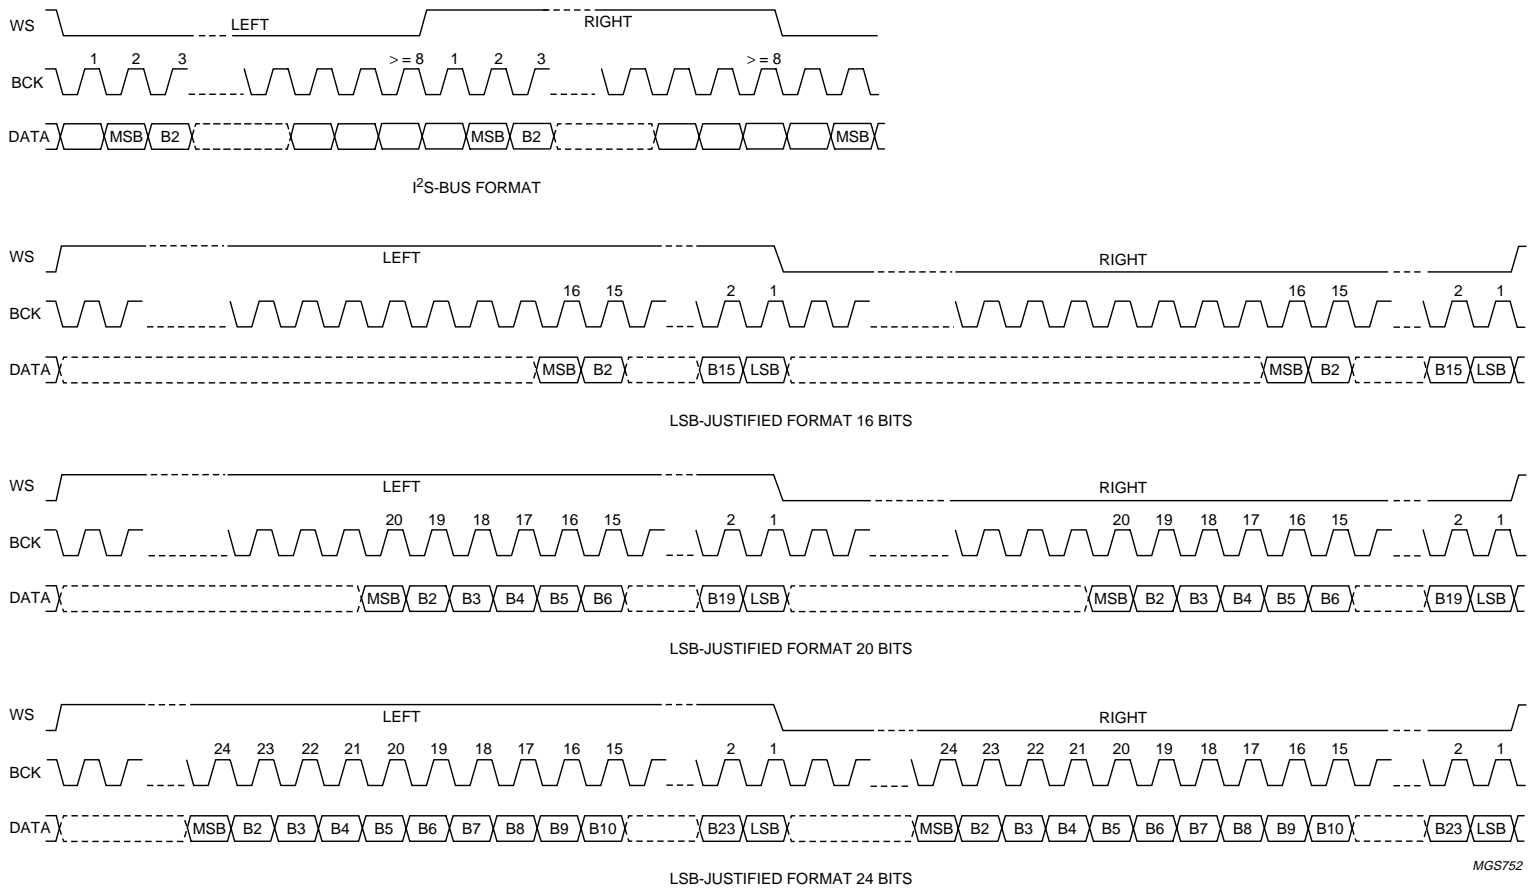 WS LEFT RIGHT
BCK 1 2 3 >=8 1 2 3 >=8
DATA MSB B2 MSB B2 MSB
I²S-BUS FORMAT
WS LEFT RIGHT
BCK 16 15 2 1 16 15 2 1
DATA MSB B2 B15 LSB MSB B2 B15 LSB
LSB-JUSTIFIED FORMAT 16 BITS
WS LEFT RIGHT
BCK 20 19 18 17 16 15 2 1 20 19 18 17 16 15 2 1
DATA MSB B2 B3 B4 B5 B6 B19 LSB MSB B2 B3 B4 B5 B6 B19 LSB
LSB-JUSTIFIED FORMAT 20 BITS
WS LEFT RIGHT
BCK 24 23 22 21 20 19 18 17 16 15 2 1 24 23 22 21 20 19 18 17 16 15 2 1
DATA MSB B2 B3 B4 B5 B6 B7 B8 B9 B10 B23 LSB MSB B2 B3 B4 B5 B6 B7 B8 B9 B10 B23 LSB
MGS752
LSB-JUSTIFIED FORMAT 24 BITS